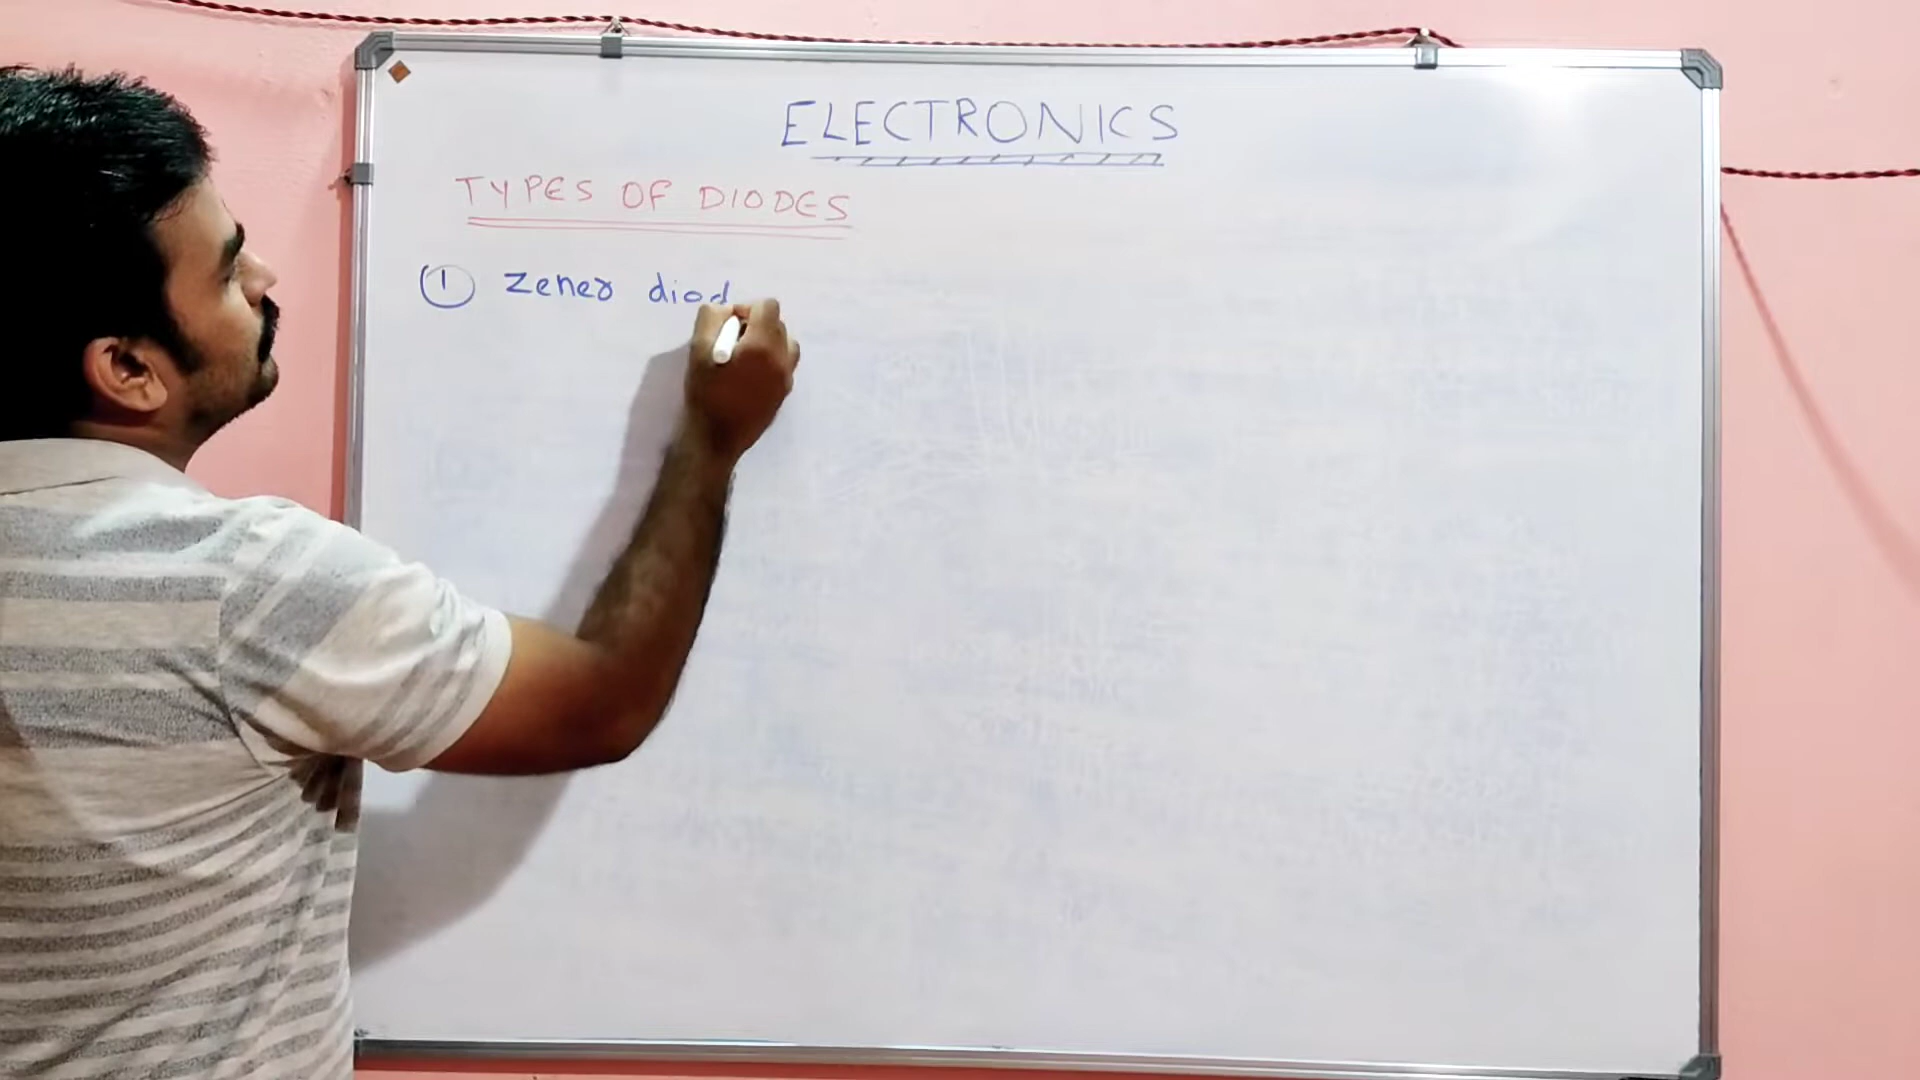 ELECTRONICS
TYPES OF DIODES
① Zener diod